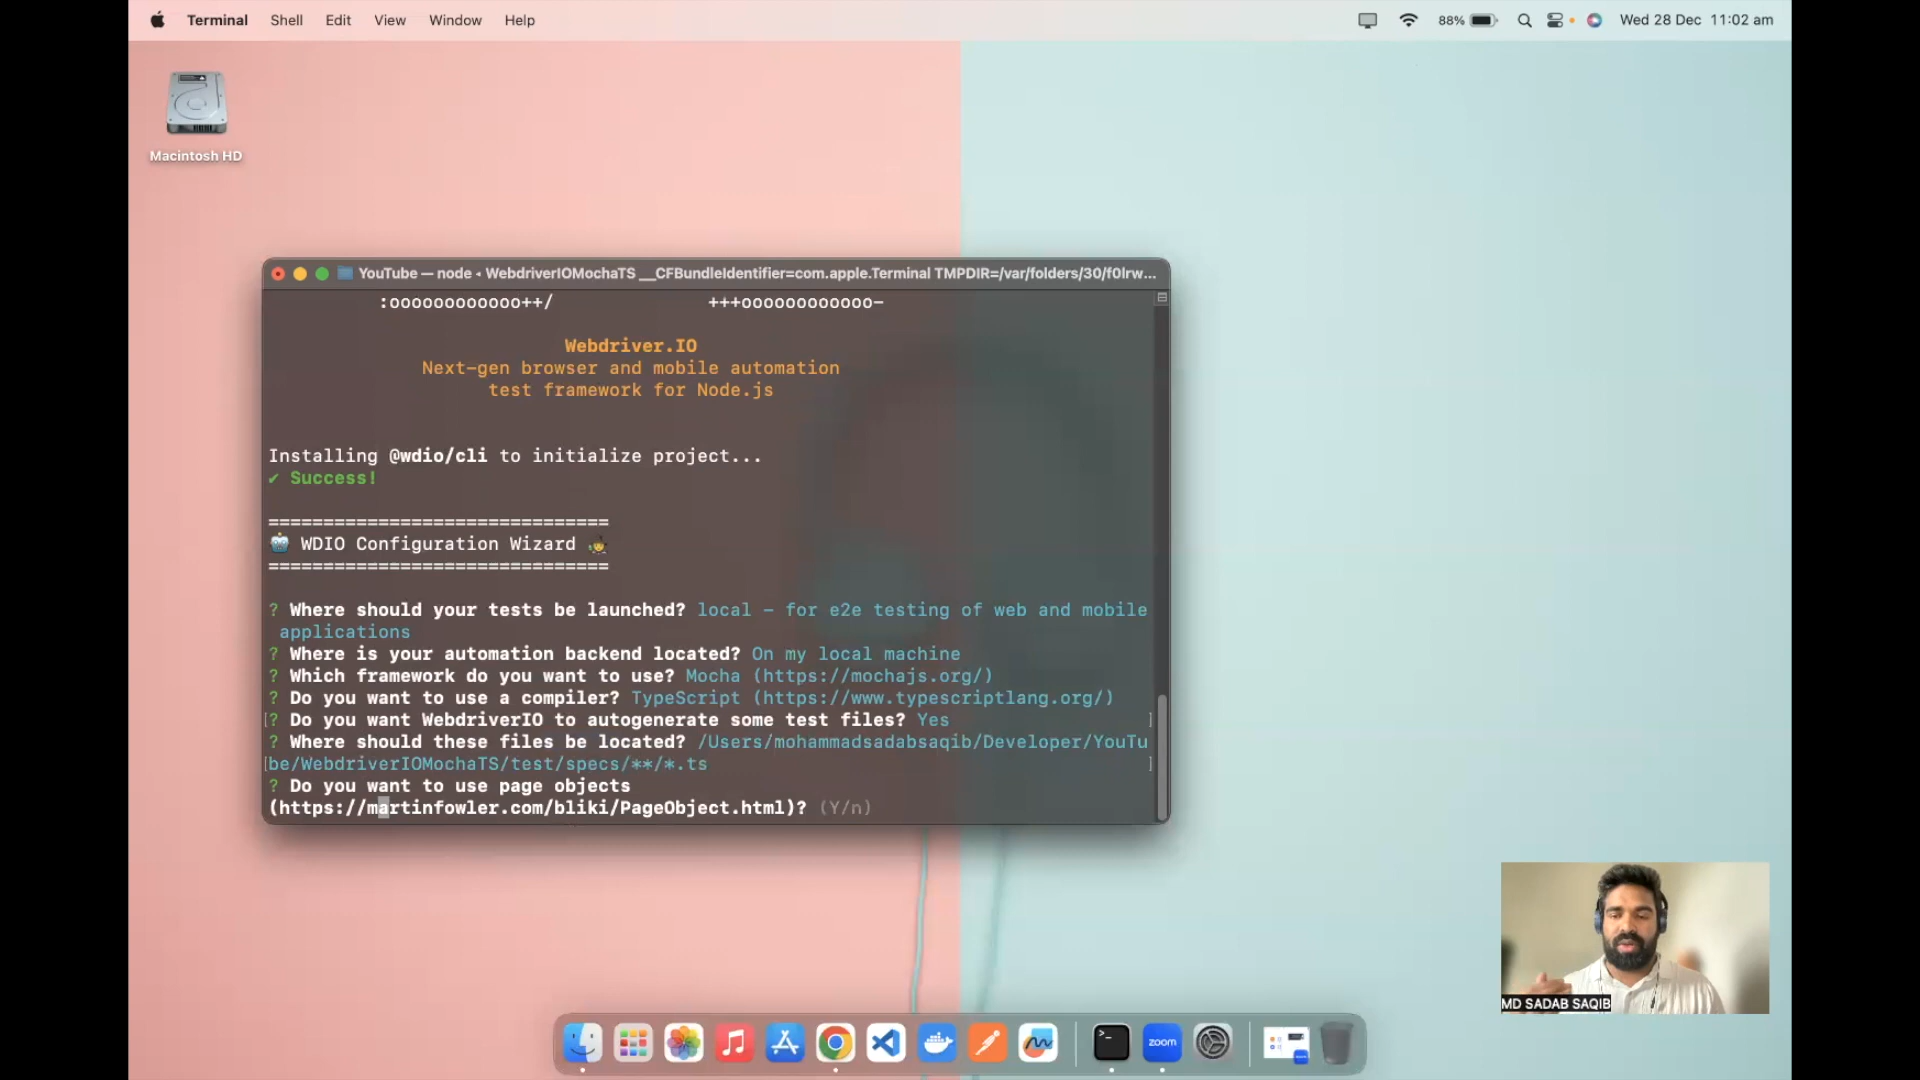 Terminal Shell Edit View Window Help 88% Wed 28 Dec 11:02 am
Macintosh HD
YouTube — node ◂ WebdriverIOMochaTS __CFBundleIdentifier=com.apple.Terminal TMPDIR=/var/folders/30/f0lrw...
:oooooooooooo++/ +++oooooooooooo-
Webdriver.IO
Next-gen browser and mobile automation
test framework for Node.js
Installing @wdio/cli to initialize project...
✔ Success!
===============================
🤖 WDIO Configuration Wizard 🧙
===============================
? Where should your tests be launched? local - for e2e testing of web and mobile
applications
? Where is your automation backend located? On my local machine
? Which framework do you want to use? Mocha (https://mochajs.org/)
? Do you want to use a compiler? TypeScript (https://www.typescriptlang.org/)
[? Do you want WebdriverIO to autogenerate some test files? Yes ]
? Where should these files be located? /Users/mohammadsadabsaqib/Developer/YouTu
[be/WebdriverIOMochaTS/test/specs/**/*.ts ]
? Do you want to use page objects
(https://martinfowler.com/bliki/PageObject.html)? (Y/n)
MD SADAB SAQIB
zoom